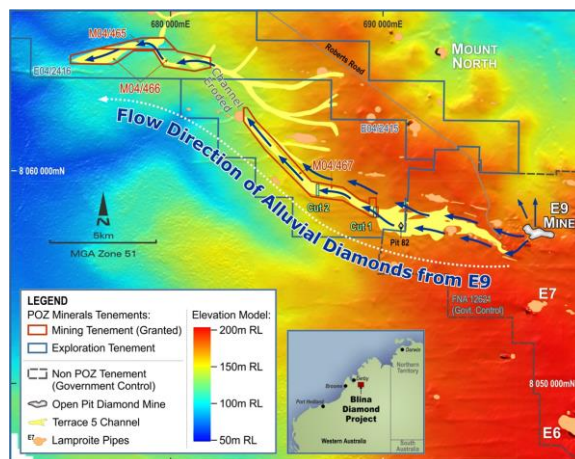 680 000mE
690 000mE
M04/465
E04/2416
M04/466
Channel
Eroded
Roberts Road
MOUNT
NORTH
E04/2415
8 060 000mN
Flow Direction of Alluvial Diamonds from E9
M04/467
Cut 2
Cut 1
Pit 82
E9
MINE
N
5km
MGA Zone 51
E7
FNA 12624
(Govt. Control)
LEGEND
POZ Minerals Tenements:
Mining Tenement (Granted)
Exploration Tenement
Non POZ Tenement
(Government Control)
Open Pit Diamond Mine
Terrace 5 Channel
E7
Lamproite Pipes
Elevation Model:
200m RL
150m RL
100m RL
50m RL
Darwin
Derby
Broome
Northern
Territory
Blina
Diamond
Project
Port Hedland
Western Australia
South
Australia
8 050 000mN
E6